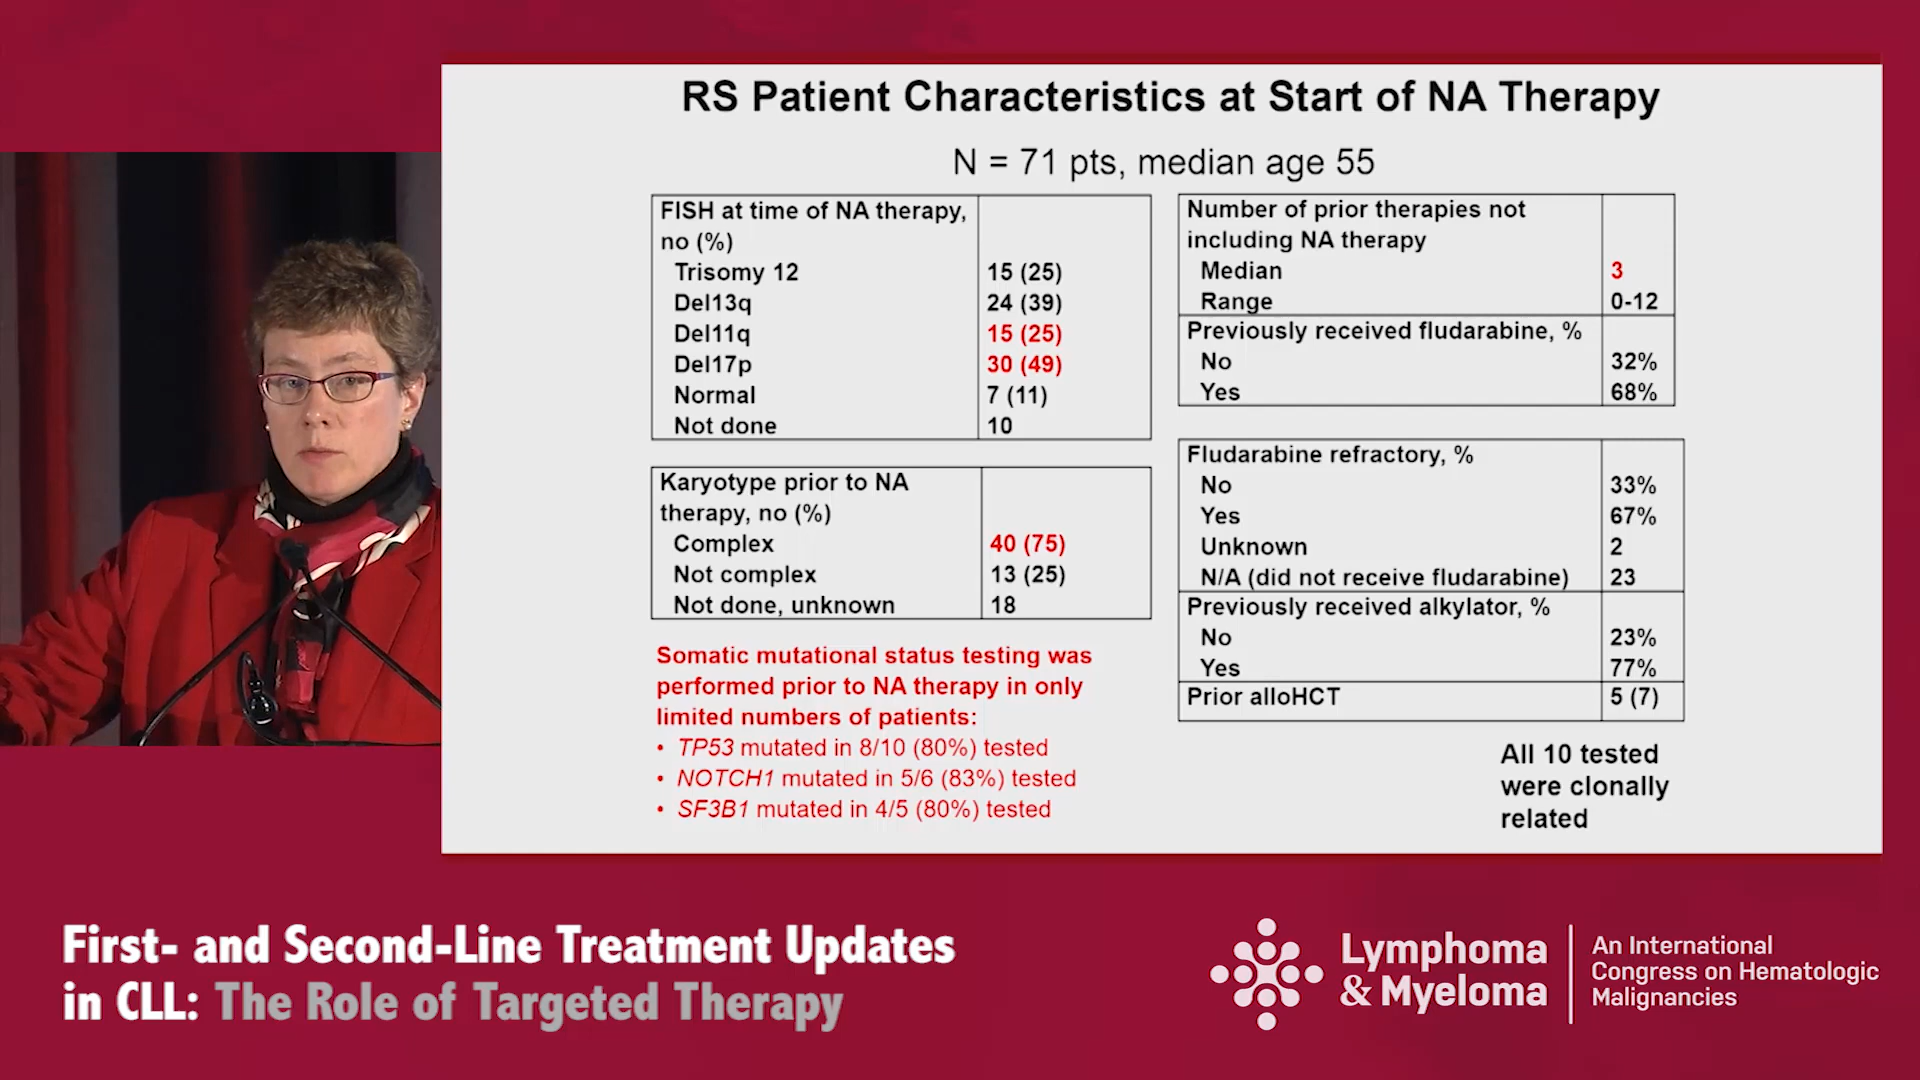 RS Patient Characteristics at Start of NA Therapy
N = 71 pts, median age 55
FISH at time of NA therapy,
no (%)
Trisomy 12 15 (25)
Del13q 24 (39)
Del11q 15 (25)
Del17p 30 (49)
Normal 7 (11)
Not done 10
Karyotype prior to NA
therapy, no (%)
Complex 40 (75)
Not complex 13 (25)
Not done, unknown 18
Somatic mutational status testing was
performed prior to NA therapy in only
limited numbers of patients:
• TP53 mutated in 8/10 (80%) tested
• NOTCH1 mutated in 5/6 (83%) tested
• SF3B1 mutated in 4/5 (80%) tested
Number of prior therapies not
including NA therapy
Median 3
Range 0-12
Previously received fludarabine, %
No 32%
Yes 68%
Fludarabine refractory, %
No 33%
Yes 67%
Unknown 2
N/A (did not receive fludarabine) 23
Previously received alkylator, %
No 23%
Yes 77%
Prior alloHCT 5 (7)
All 10 tested
were clonally
related
First- and Second-Line Treatment Updates
in CLL: The Role of Targeted Therapy
Lymphoma
& Myeloma
An International
Congress on Hematologic
Malignancies